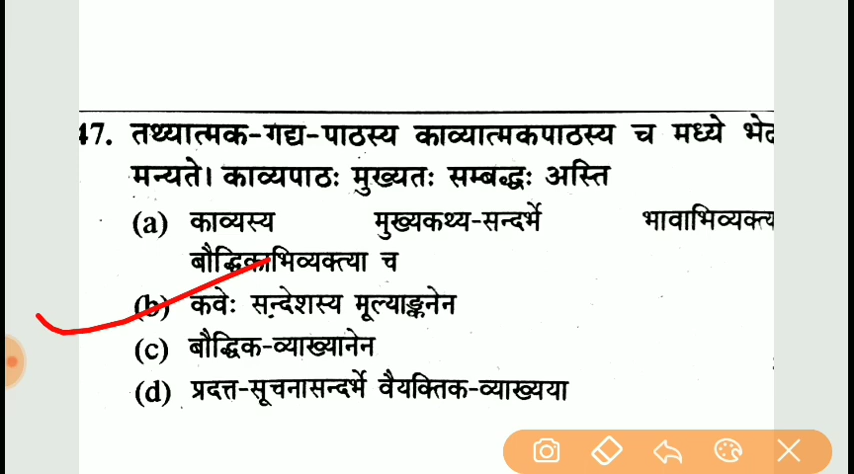 47. तथ्यात्मक-गद्य-पाठस्य काव्यात्मकपाठस्य च मध्ये
मन्यते। काव्यपाठः मुख्यतः सम्बद्धः अस्ति
(a) काव्यस्य मुख्यकथ्य-सन्दर्भे
बौद्धिकाभिव्यक्त्या च
(b) कवेः सन्देशस्य मूल्याङ्कनेन
(c) बौद्धिक-व्याख्यानेन
(d) प्रदत्त-सूचनासन्दर्भे वैयक्तिक-व्याख्यया